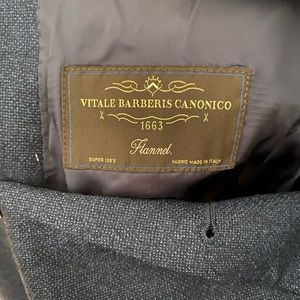 VITALE BARBERIS CANONICO
1663
Flannel.
SUPER 120'S FABRIC MADE IN ITALY